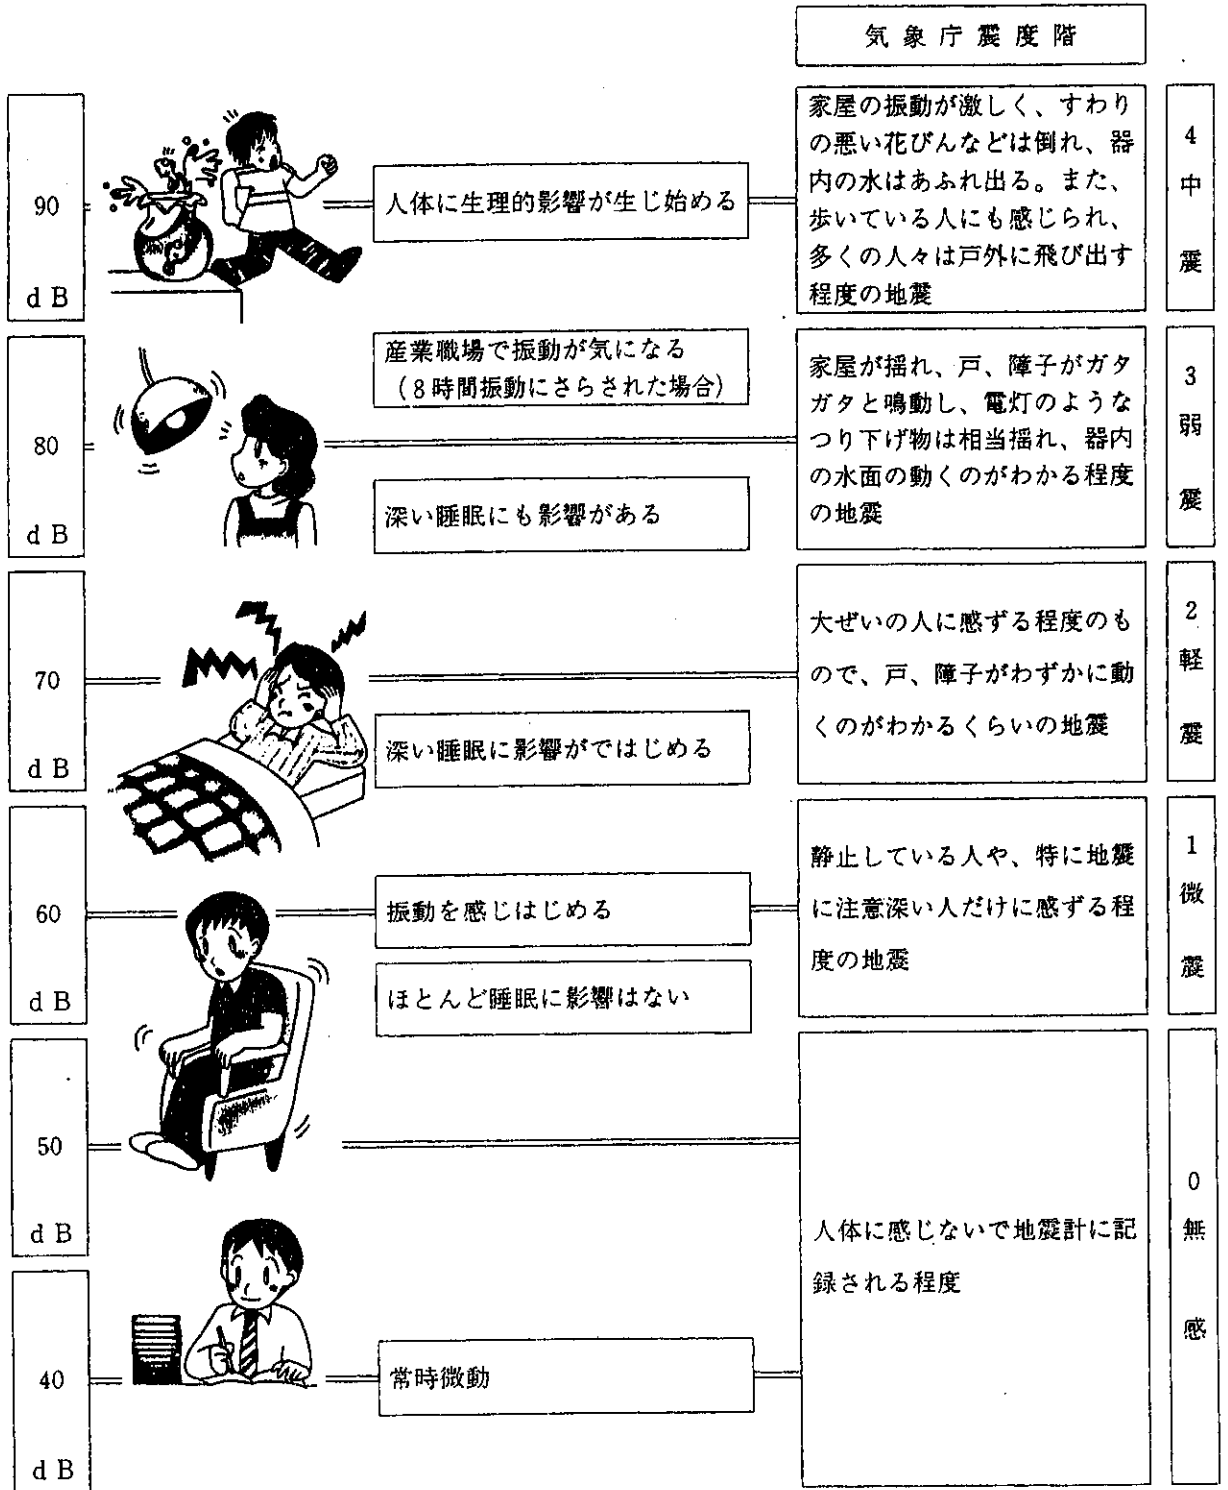 気象庁震度階
90
dB
人体に生理的影響が生じ始める
家屋の振動が激しく、すわり
の悪い花びんなどは倒れ、器
内の水はあふれ出る。また、
歩いている人にも感じられ、
多くの人々は戸外に飛び出す
程度の地震
4
中
震
80
dB
産業職場で振動が気になる
(8時間振動にさらされた場合)
深い睡眠にも影響がある
家屋が揺れ、戸、障子がガタ
ガタと鳴動し、電灯のような
つり下げ物は相当揺れ、器内
の水面の動くのがわかる程度
の地震
3
弱
震
70
dB
深い睡眠に影響がではじめる
大ぜいの人に感ずる程度のも
ので、戸、障子がわずかに動
くのがわかるくらいの地震
2
軽
震
60
dB
振動を感じはじめる
ほとんど睡眠に影響はない
静止している人や、特に地震
に注意深い人だけに感ずる程
度の地震
1
微
震
50
dB
40
dB
常時微動
人体に感じないで地震計に記
録される程度
0
無
感